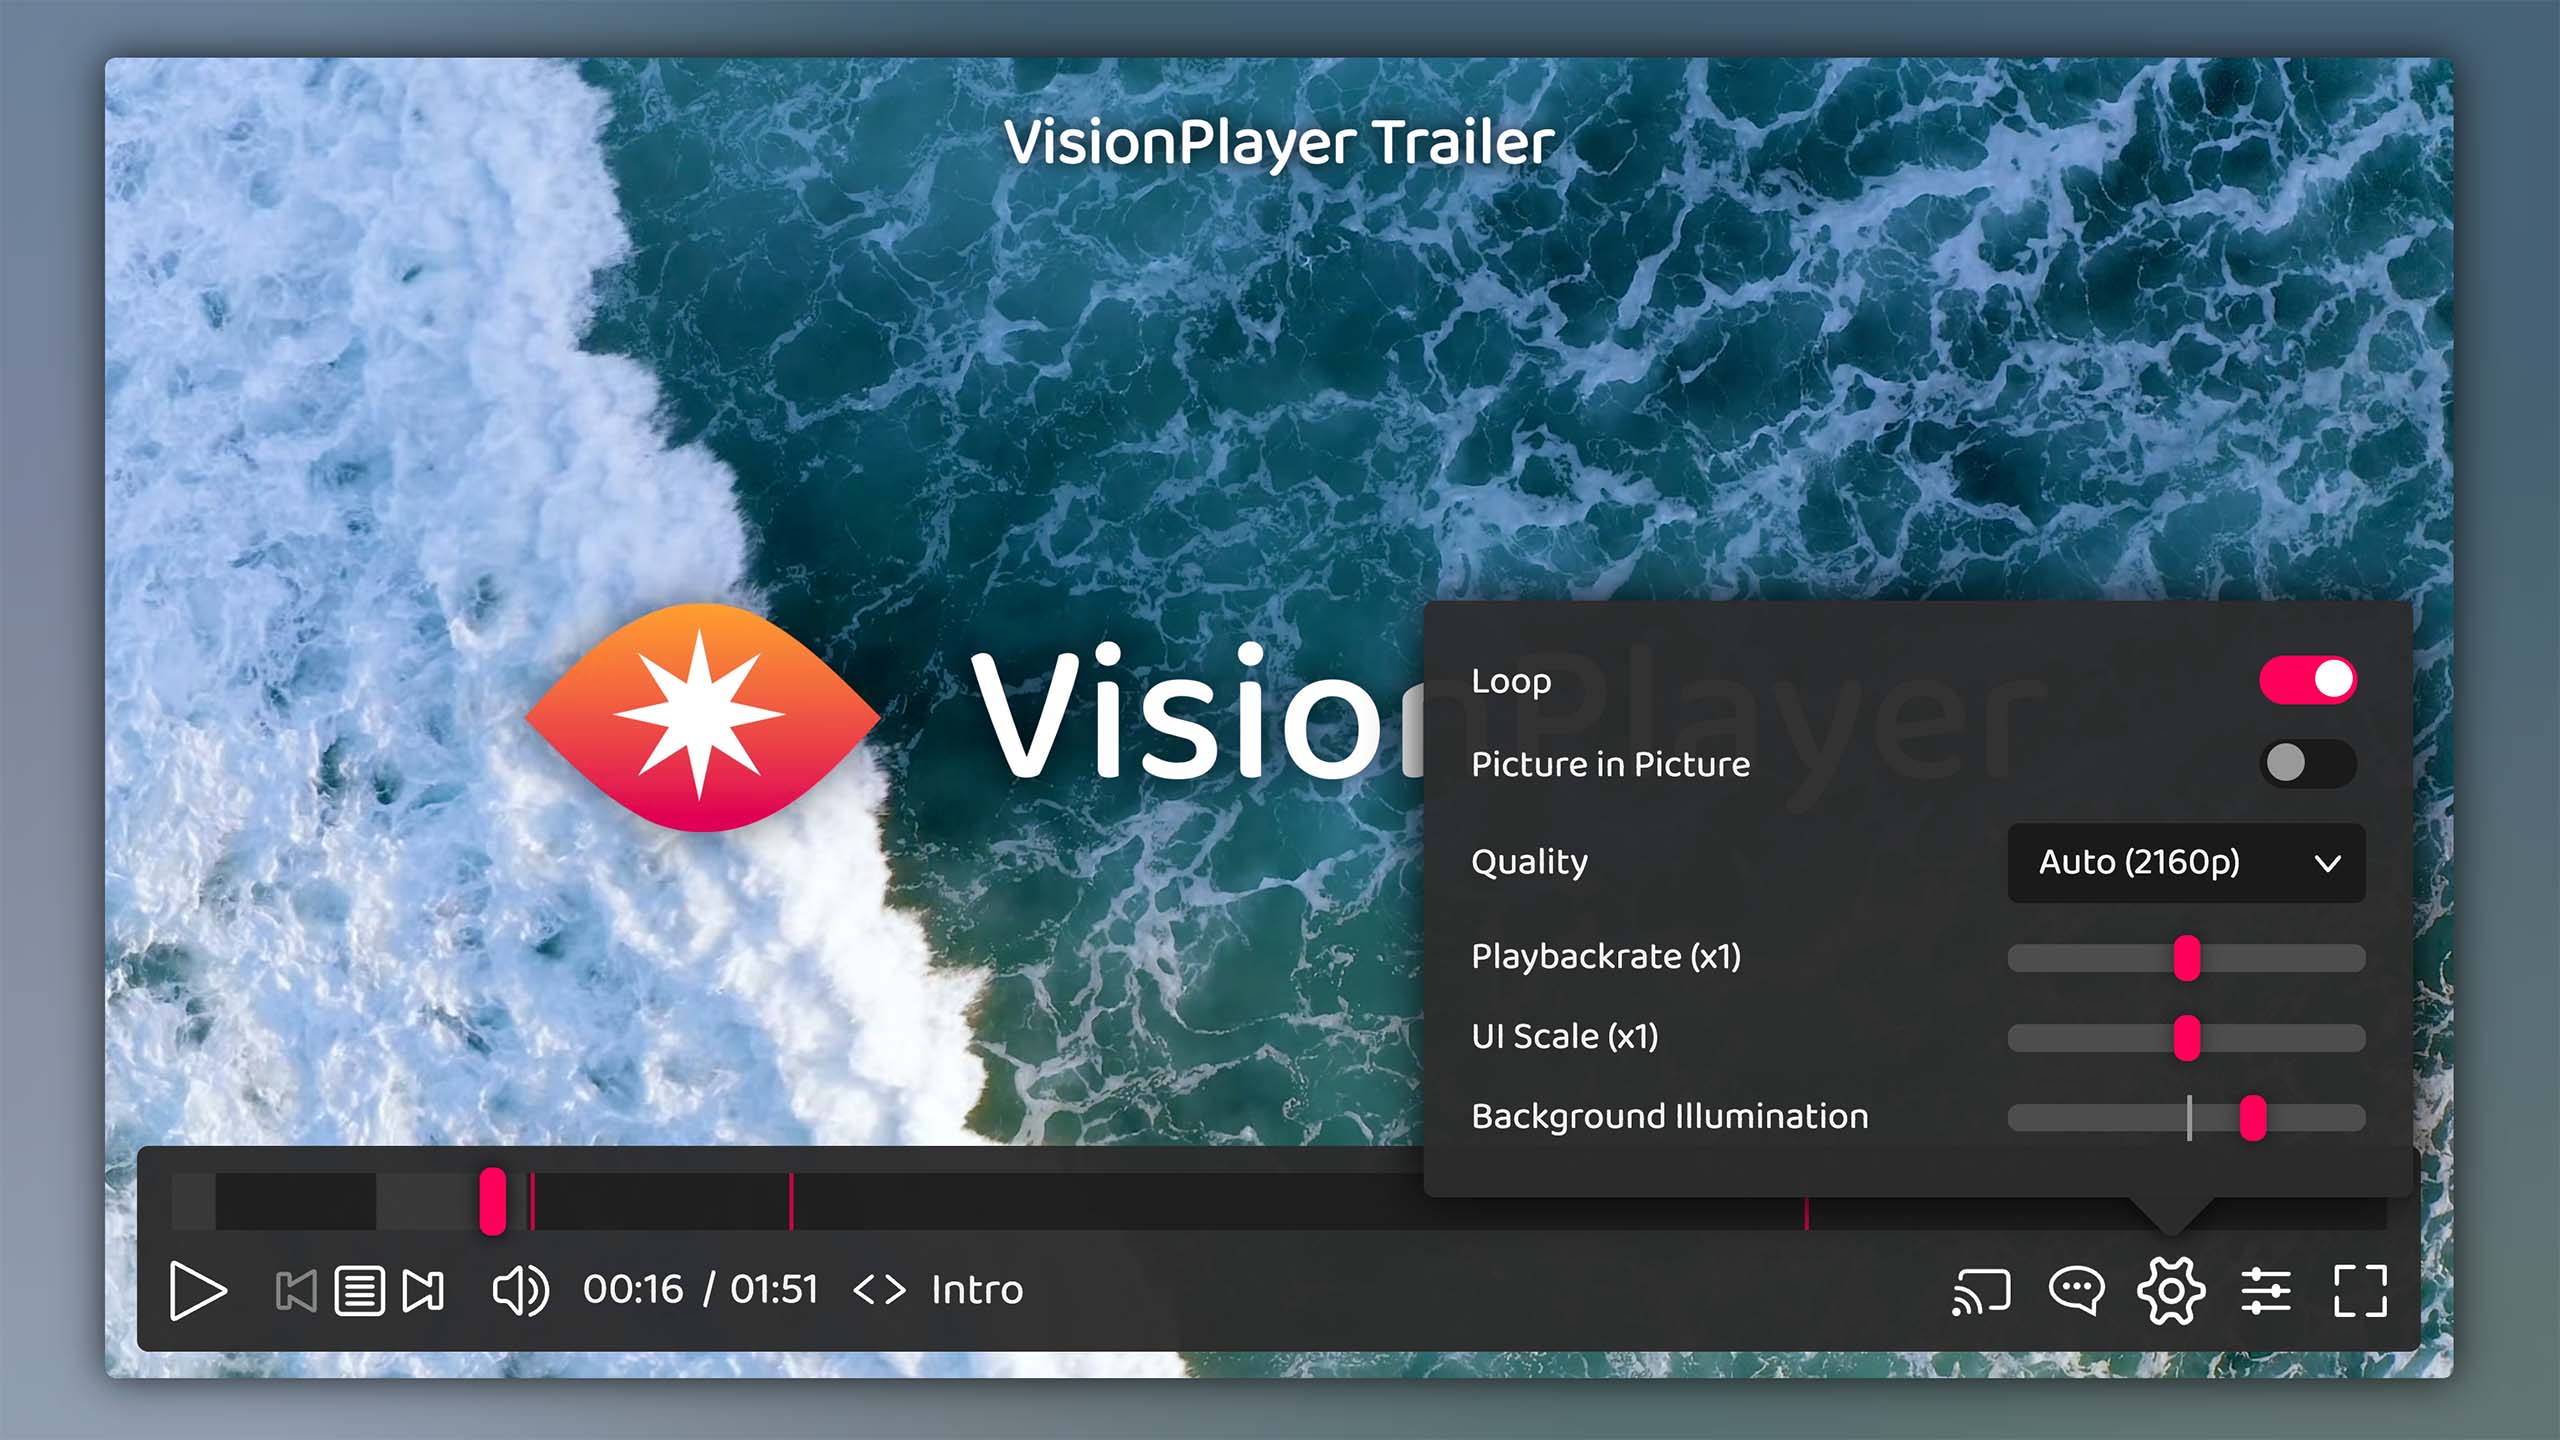 VisionPlayer Trailer
VisionPlayer
Loop
Picture in Picture
Quality
Auto (2160p)
Playbackrate (x1)
UI Scale (x1)
Background Illumination
00:16 / 01:51 <> Intro